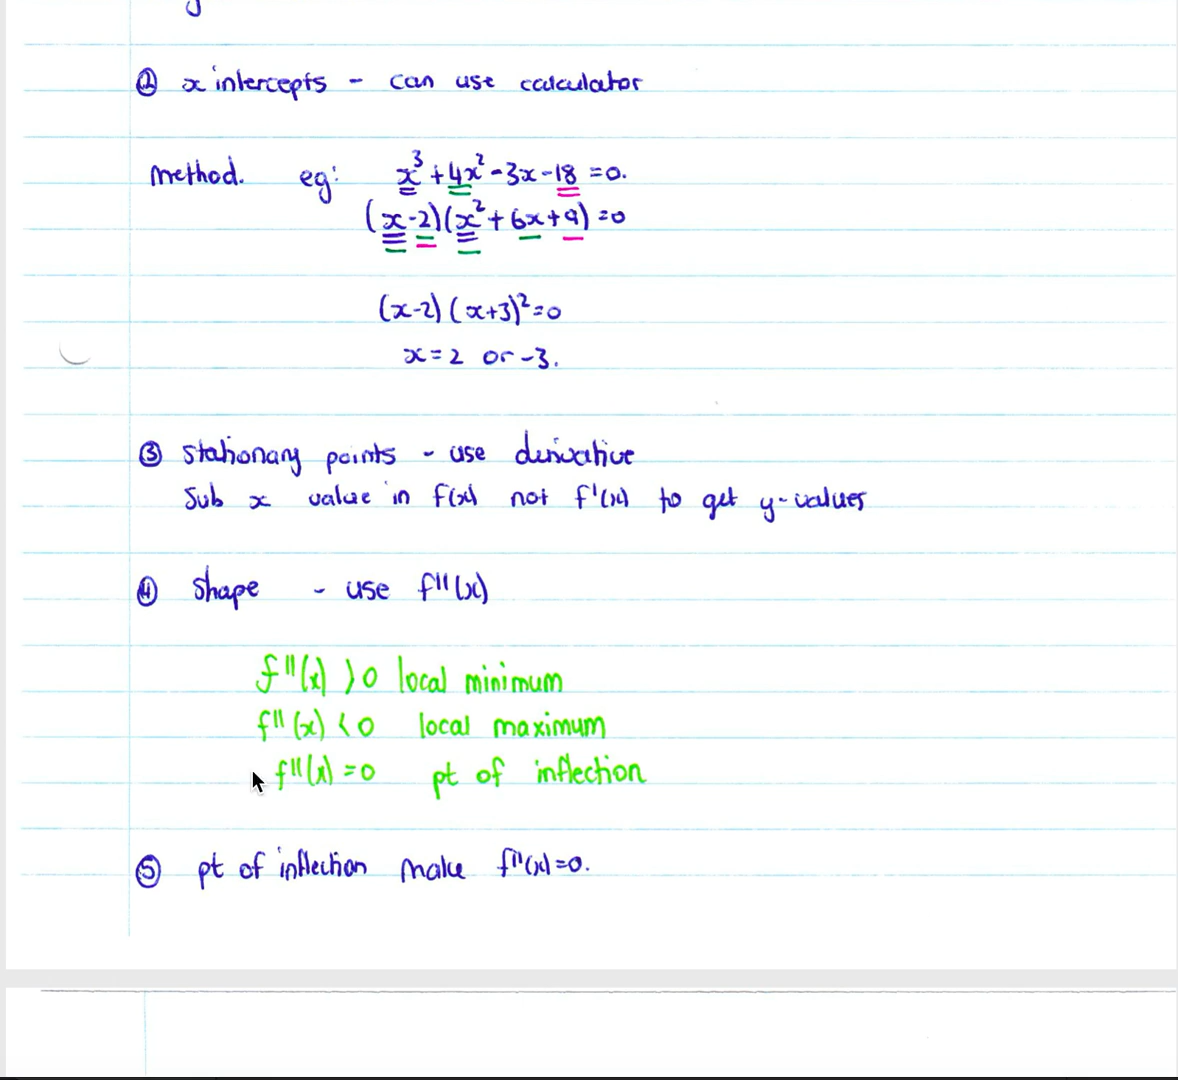 ② x intercepts - can use calculator
Method. eg: x³ + 4x² - 3x - 18 = 0.
(x - 2)(x² + 6x + 9) = 0
(x-2)(x+3)² = 0
x = 2 or -3.
③ stationary points - use derivative
Sub x value in f(x) not f'(x) to get y-values
④ shape - use f''(x)
f''(x) > 0 local minimum
f''(x) < 0 local maximum
f''(x) = 0 pt of inflection
⑤ pt of inflection make f''(x) = 0.